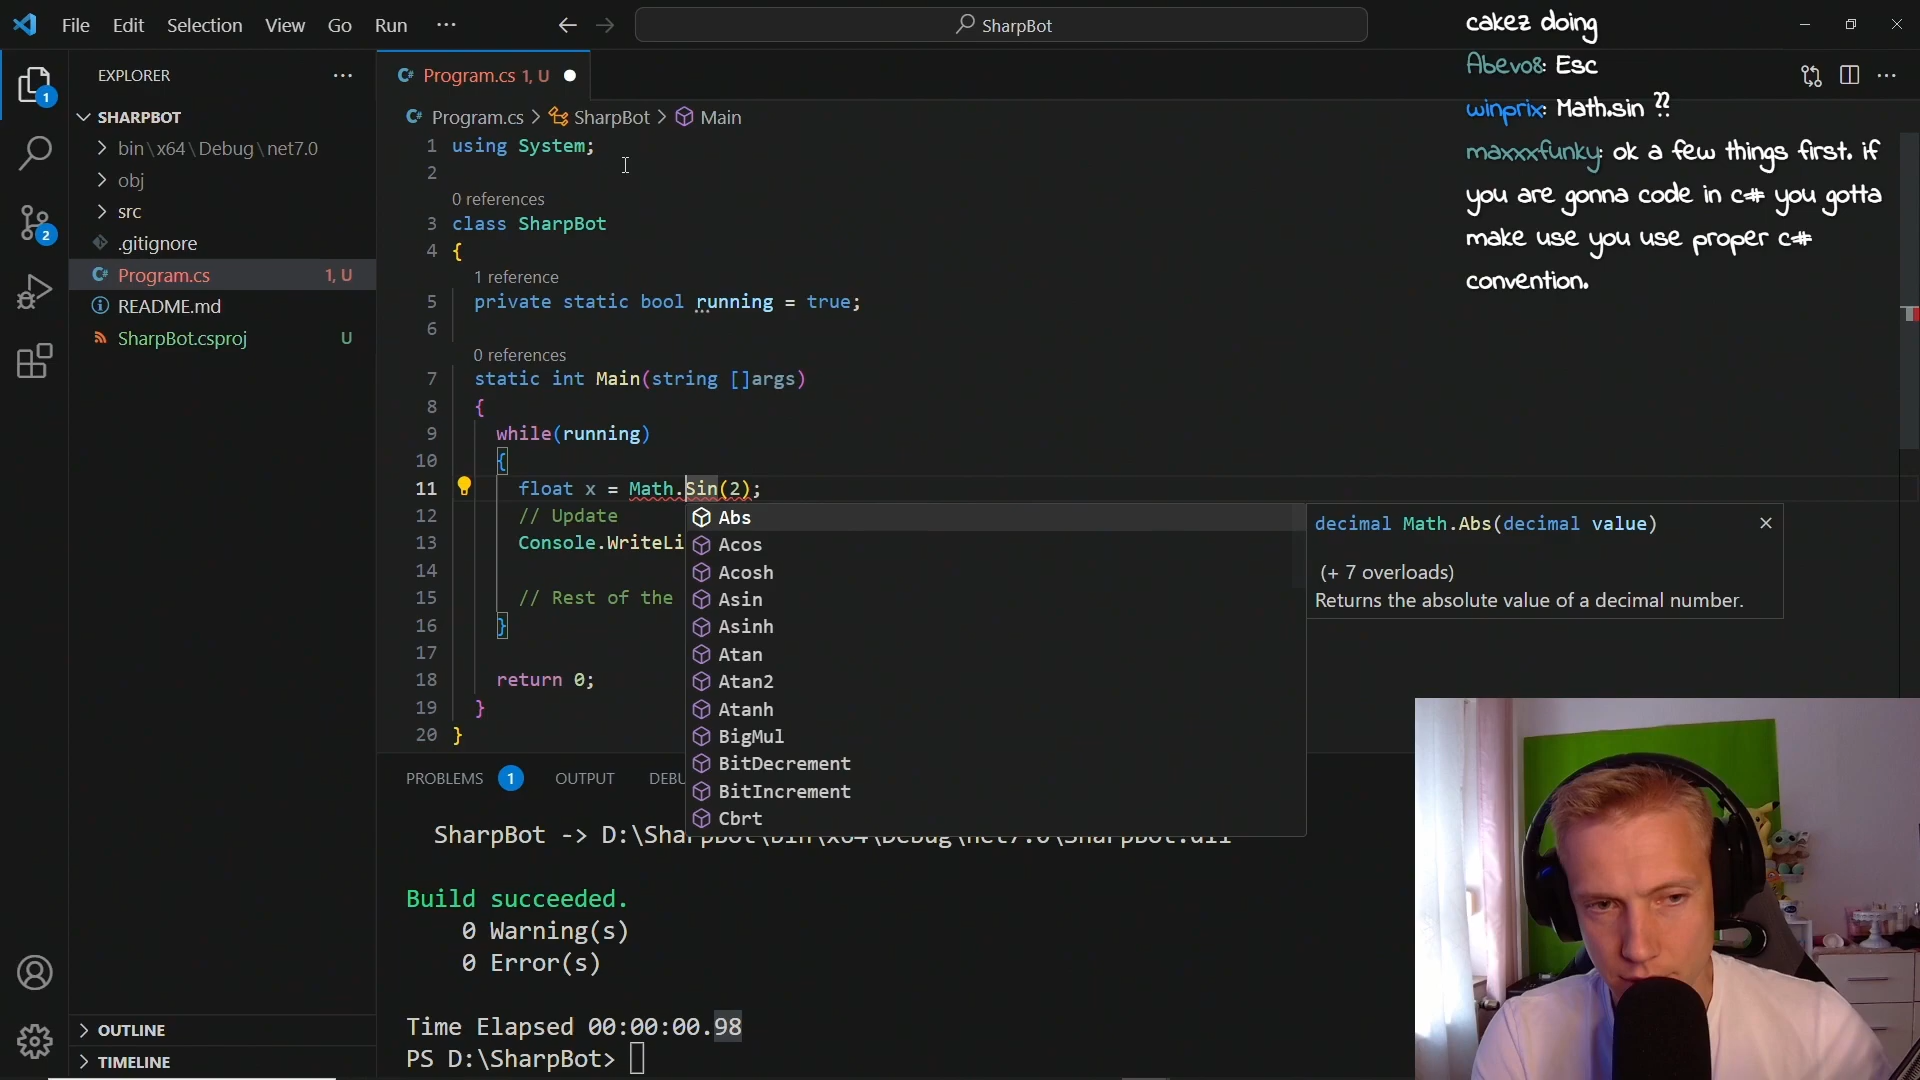 File Edit Selection View Go Run ···
SharpBot
cakez doing
Abevo8: Esc
winprix: Math.sin ??
maxxxfunky: ok a few things first. if
you are gonna code in c# you gotta
make use you use proper c#
convention.
EXPLORER
SHARPBOT
bin\x64\Debug\net7.0
obj
src
.gitignore
Program.cs 1, U
README.md
SharpBot.csproj U
OUTLINE
TIMELINE
1
2
Program.cs 1, U
Program.cs > SharpBot > Main
1 using System;
2
0 references
3 class SharpBot
4 {
1 reference
5 private static bool running = true;
6
0 references
7 static int Main(string []args)
8 {
9 while(running)
10 {
11 float x = Math.Sin(2);
12 // Update
13 Console.WriteLi
14
15 // Rest of the
16 }
17
18 return 0;
19 }
20 }
Abs
Acos
Acosh
Asin
Asinh
Atan
Atan2
Atanh
BigMul
BitDecrement
BitIncrement
Cbrt
decimal Math.Abs(decimal value)
(+ 7 overloads)
Returns the absolute value of a decimal number.
PROBLEMS 1 OUTPUT DEBU
SharpBot -> D:\SharpBot\bin\x64\Debug\net7.0\SharpBot.dll
Build succeeded.
0 Warning(s)
0 Error(s)
Time Elapsed 00:00:00.98
PS D:\SharpBot>